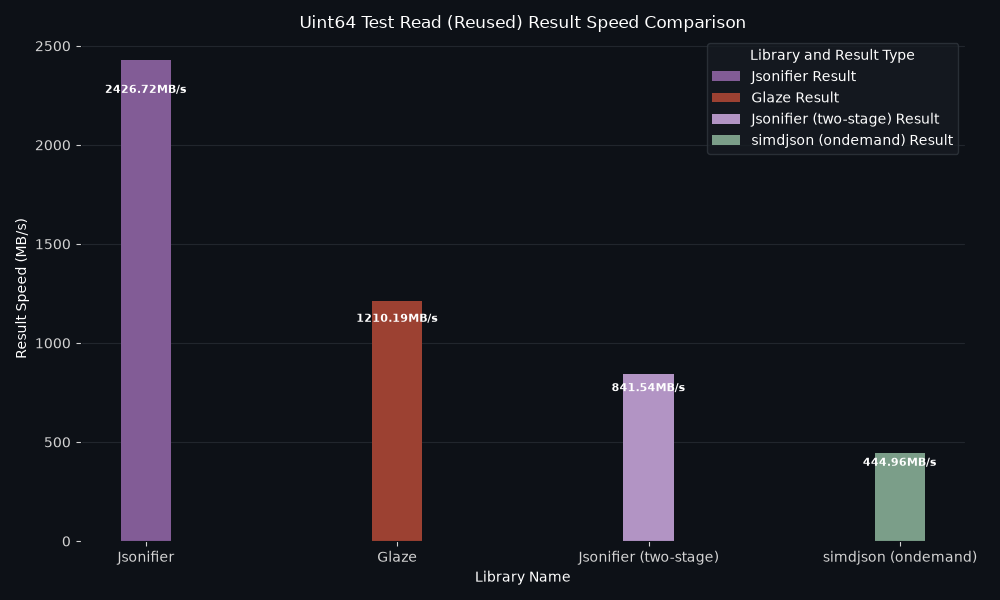 Uint64 Test Read (Reused) Result Speed Comparison
Library and Result Type
Jsonifier Result
Glaze Result
Jsonifier (two-stage) Result
simdjson (ondemand) Result
Result Speed (MB/s)
2500
2000
1500
1000
500
0
2426.72MB/s
1210.19MB/s
841.54MB/s
444.96MB/s
Jsonifier
Glaze
Jsonifier (two-stage)
simdjson (ondemand)
Library Name